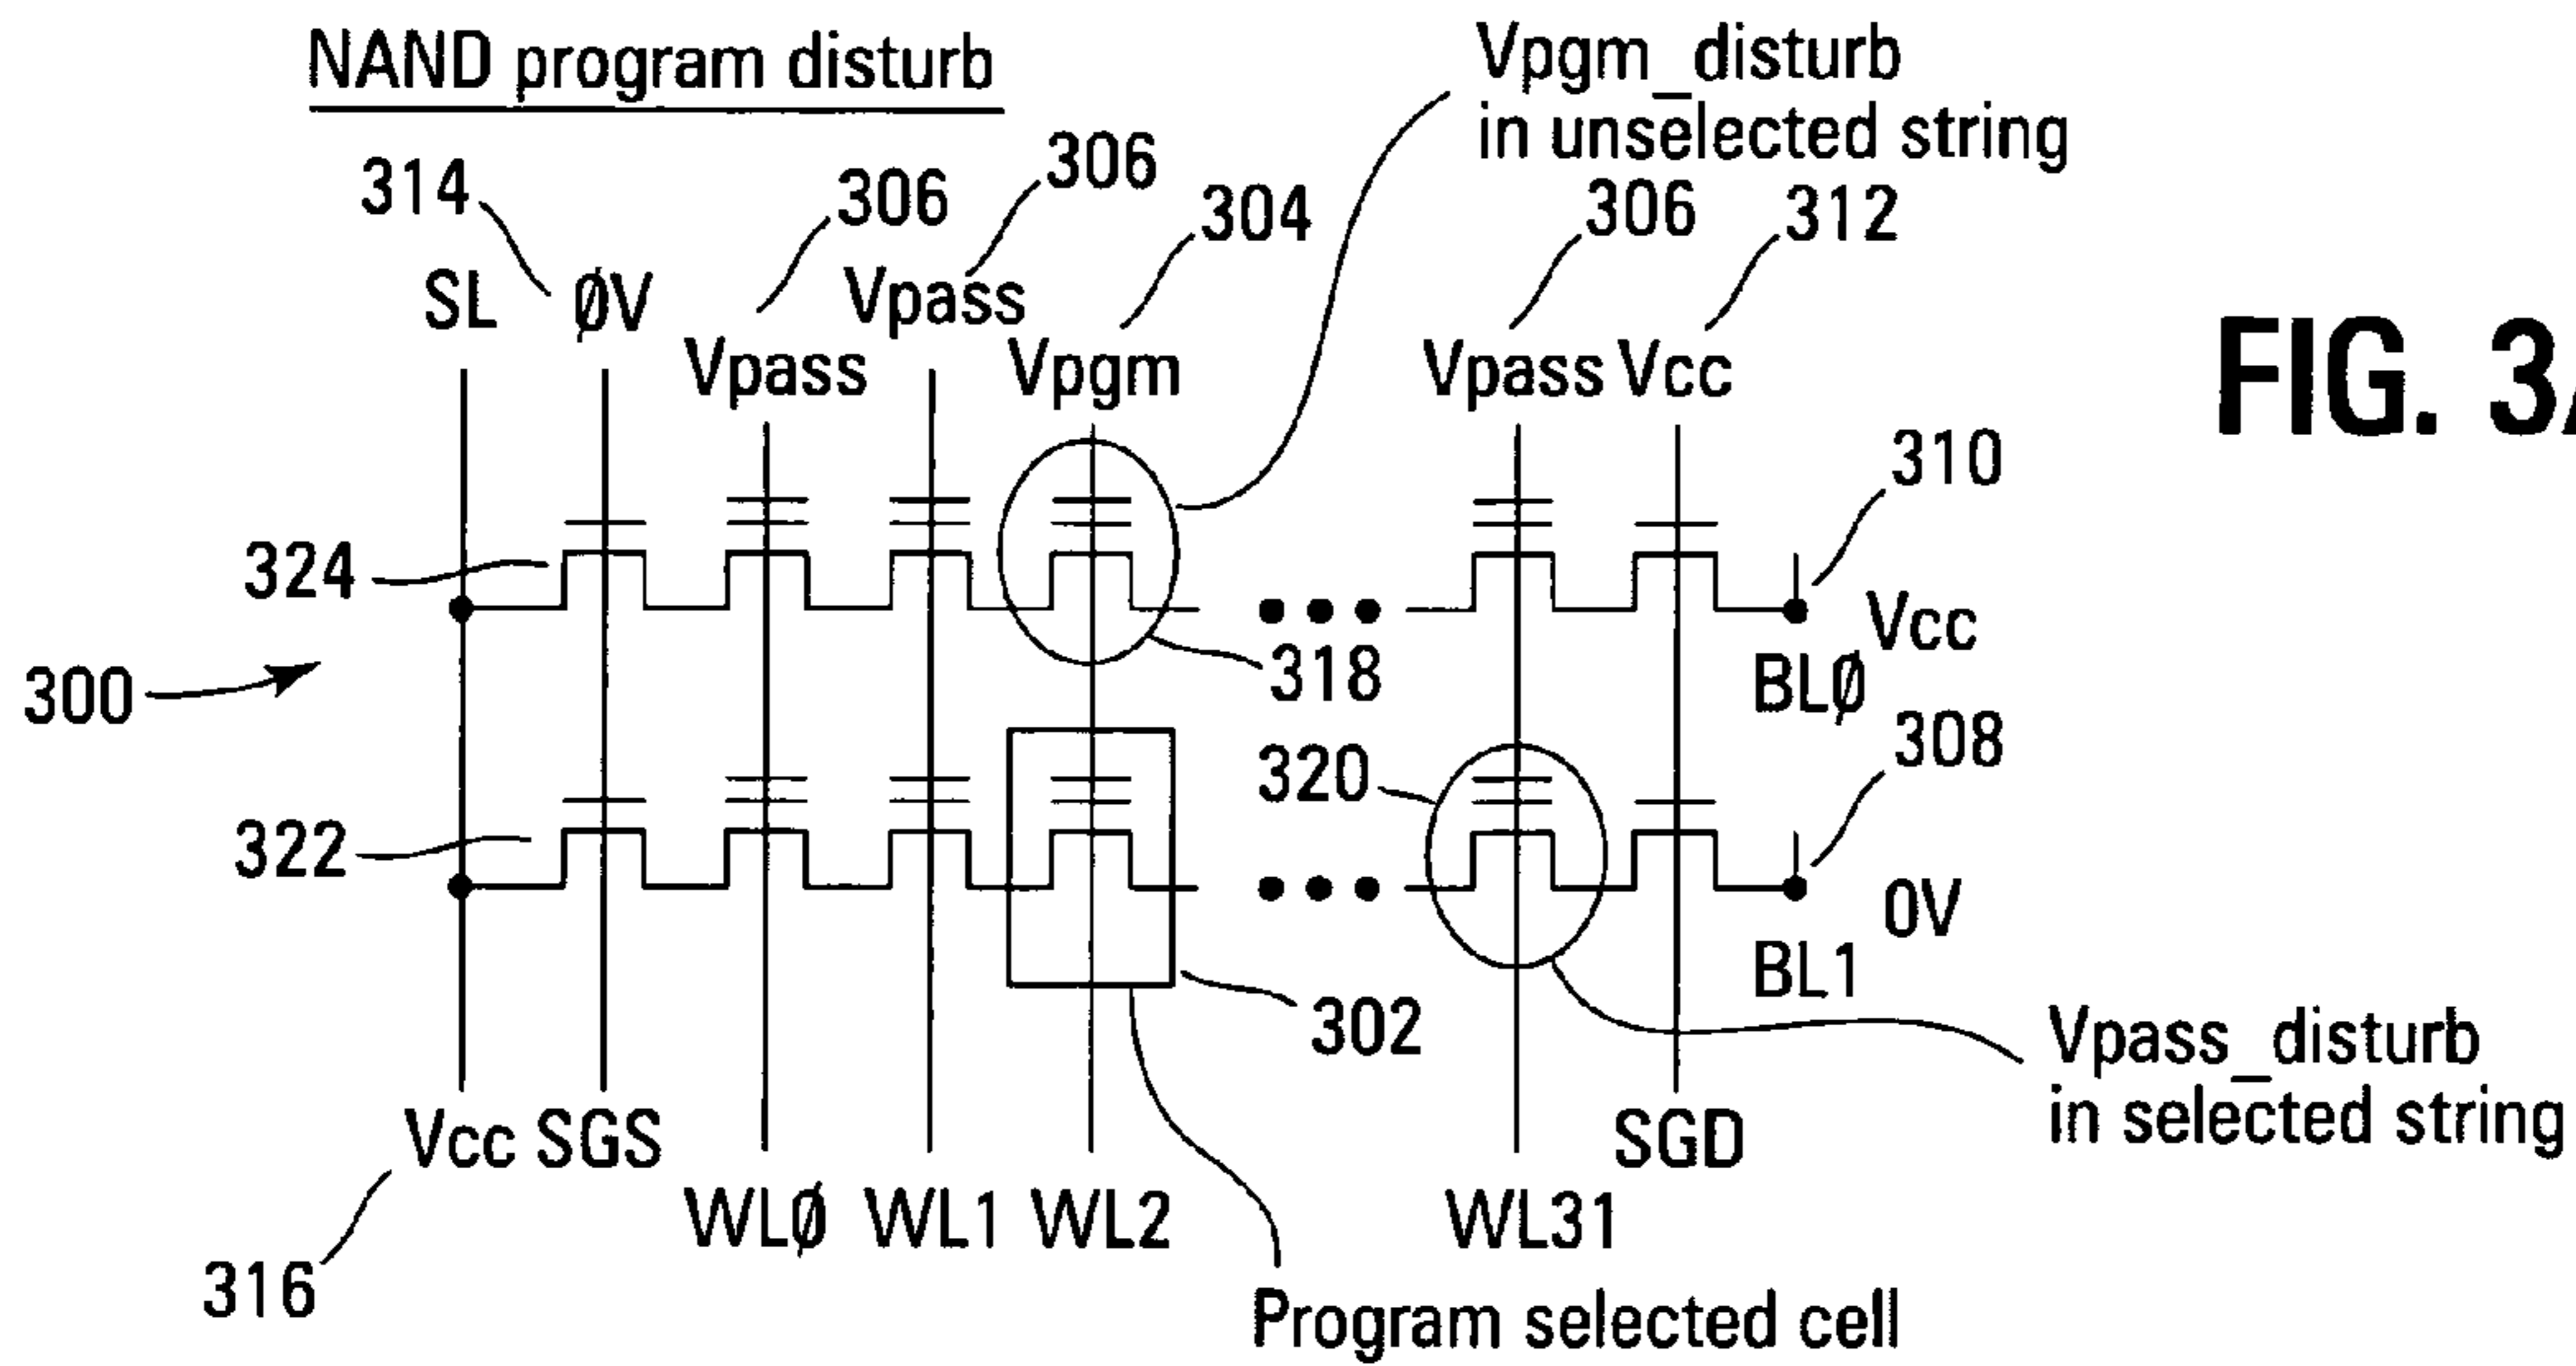 NAND program disturb
Vpgm_disturb
in unselected string
314
306
306
304
306
312
SL
ØV
Vpass
Vpass
Vpgm
Vpass
Vcc
FIG. 3A
310
324
Vcc
BLØ
318
300
308
320
322
0V
BL1
302
Vpass_disturb
in selected string
Vcc
SGS
SGD
WLØ
WL1
WL2
WL31
316
Program selected cell